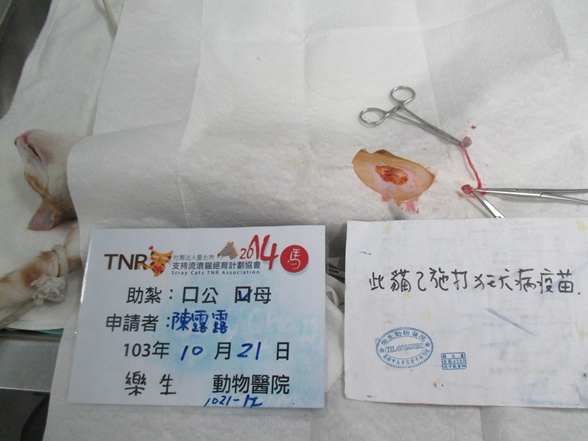 TNR 社團法人臺北市
支持流浪貓絕育計劃協會
Stray Cats TNR Association
2014 馬
助紮：口公 口母
申請者：陳露露
103年 10 月 21 日
樂生 動物醫院
1021-12
此貓已施打狂犬病疫苗.